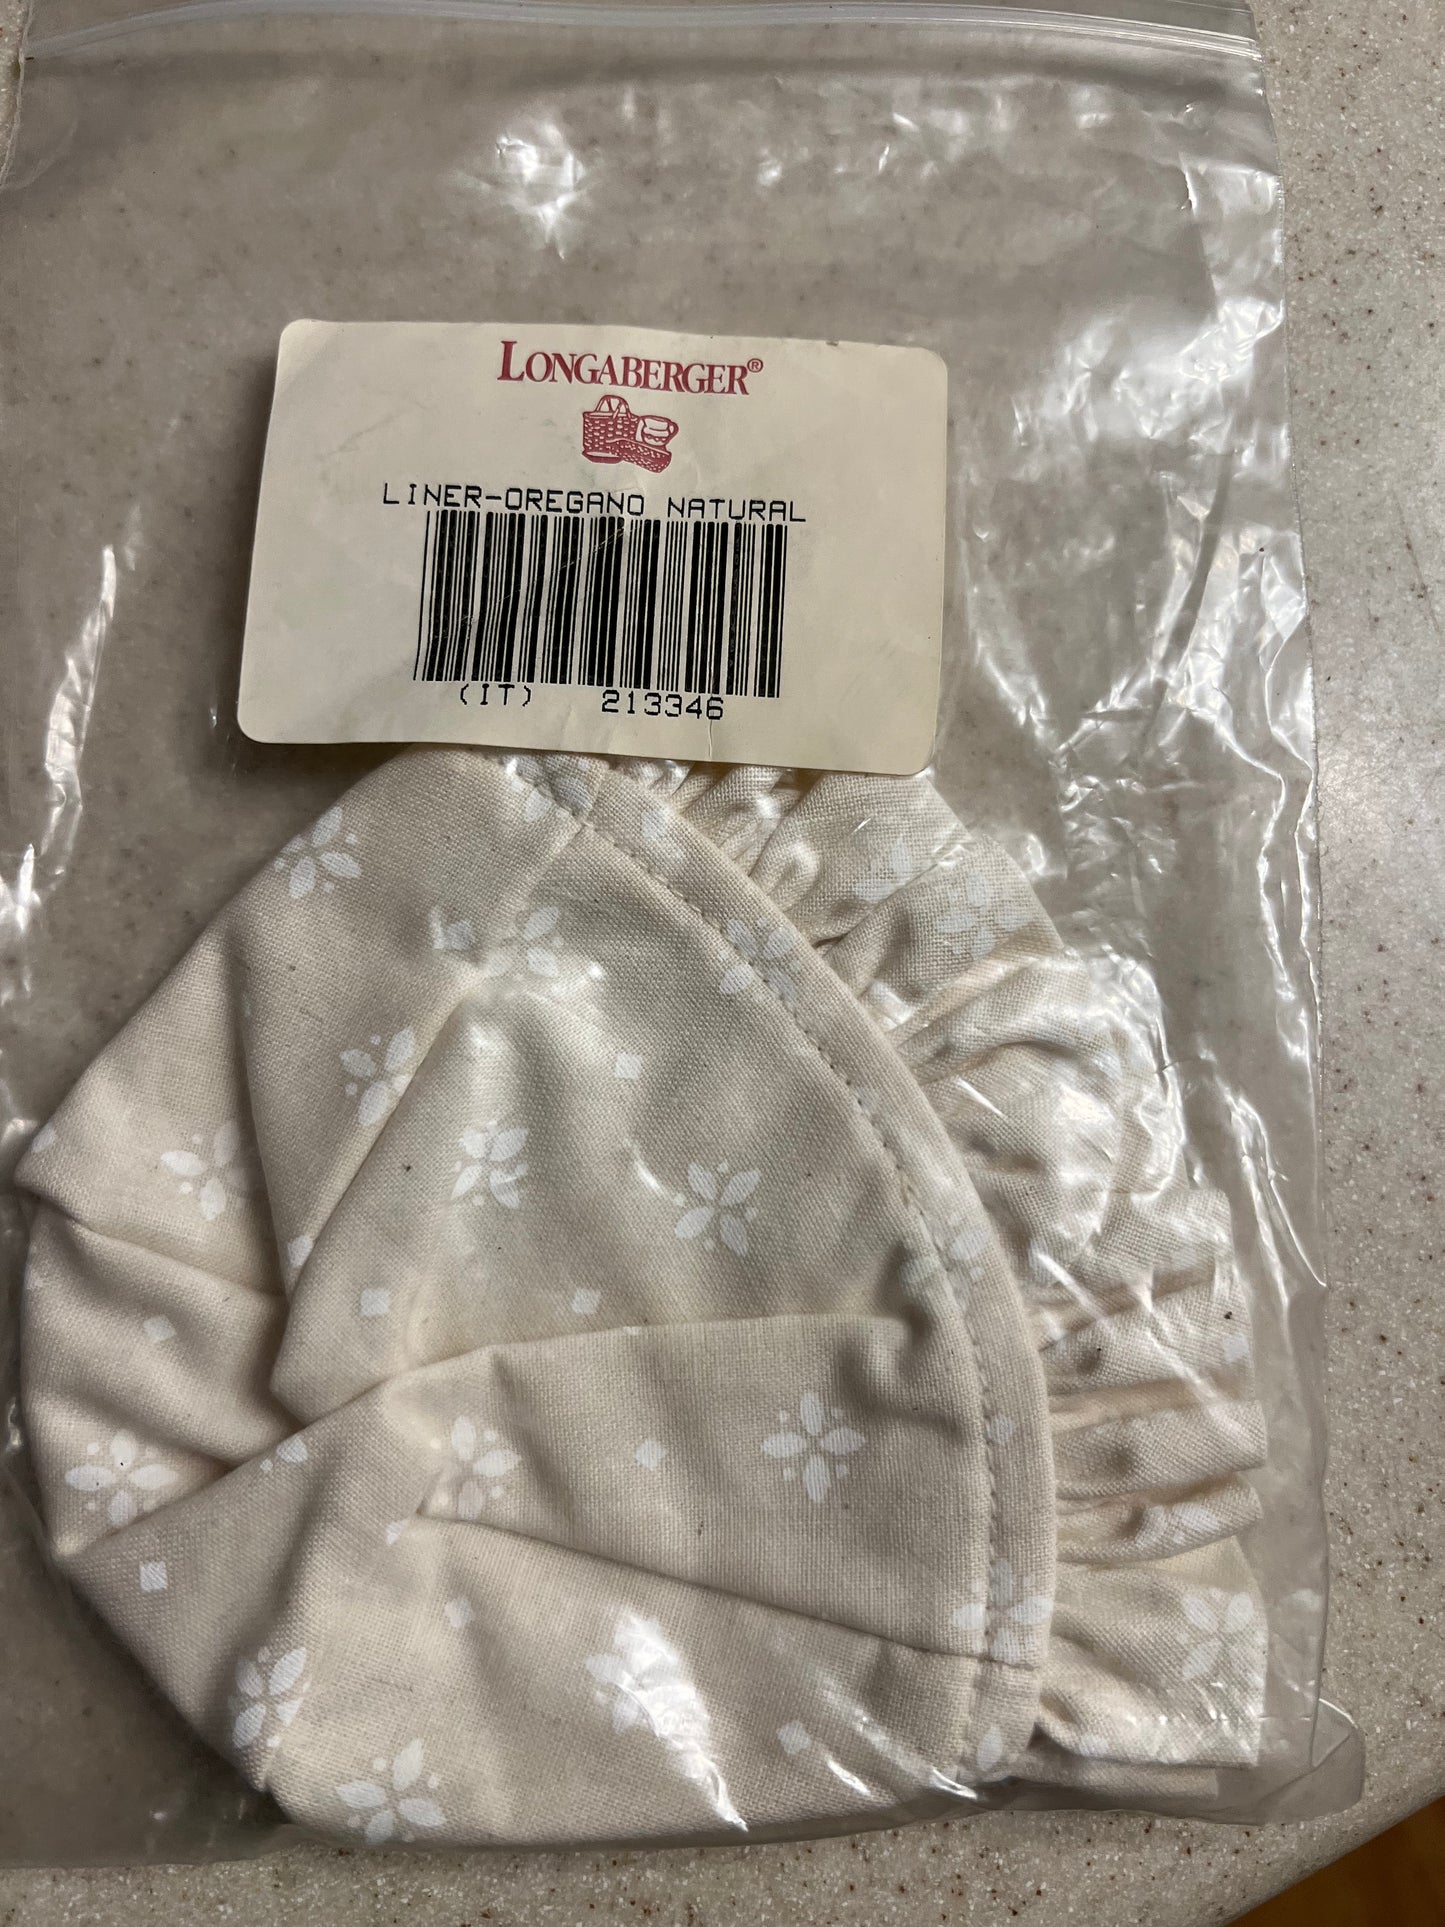 LONGABERGER®
LINER-OREGANO NATURAL
(IT) 213346